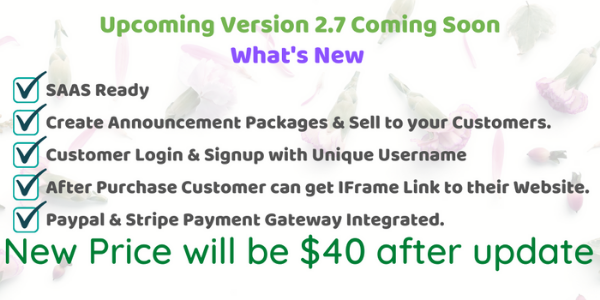 Upcoming Version 2.7 Coming Soon
What's New
SAAS Ready
Create Announcement Packages & Sell to your Customers.
Customer Login & Signup with Unique Username
After Purchase Customer can get IFrame Link to their Website.
Paypal & Stripe Payment Gateway Integrated.
New Price will be $40 after update